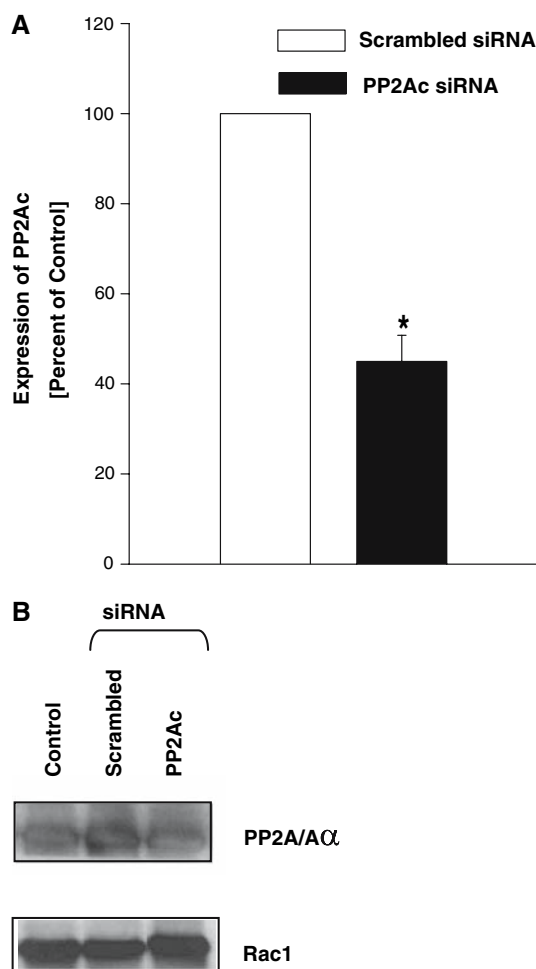 A
120
100
80
60
40
20
0
Expression of PP2Ac
[Percent of Control]
Scrambled siRNA
PP2Ac siRNA
*
B
siRNA
Control
Scrambled
PP2Ac
PP2A/Aα
Rac1